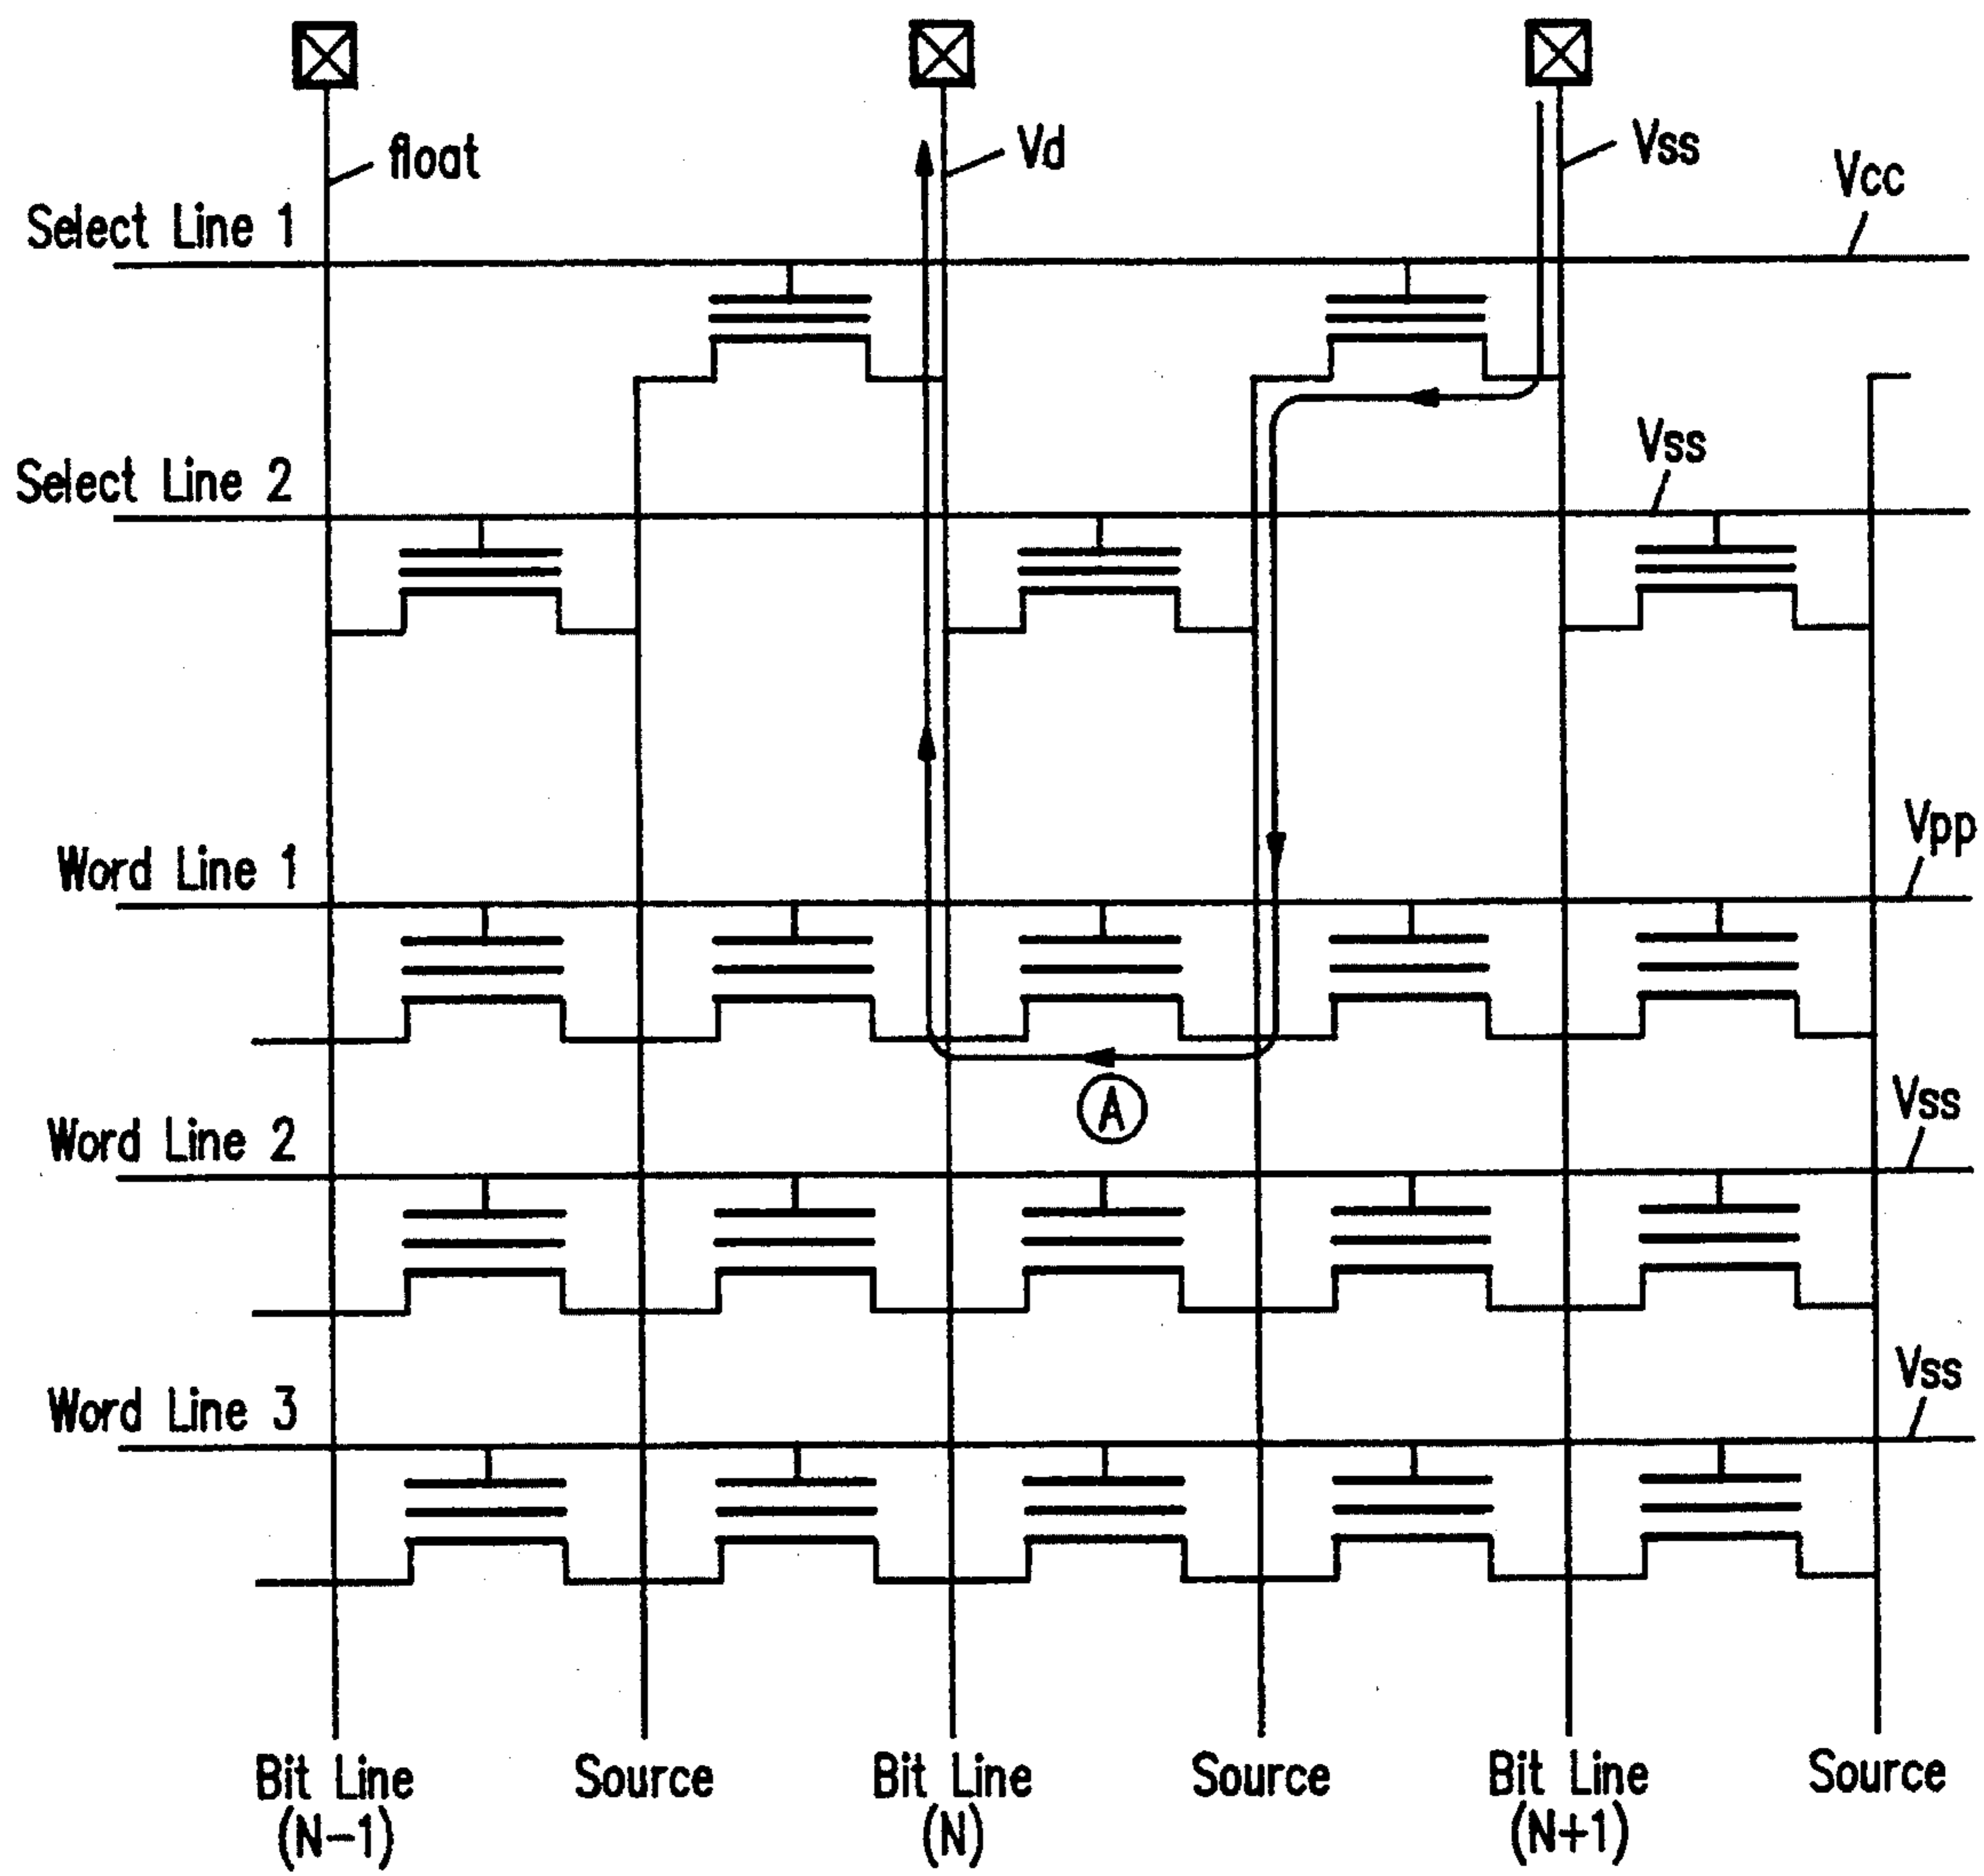 float
Vd
Vss
Vcc
Select Line 1
Vss
Select Line 2
Vpp
Word Line 1
A
Vss
Word Line 2
Vss
Word Line 3
Bit Line
(N-1)
Source
Bit Line
(N)
Source
Bit Line
(N+1)
Source